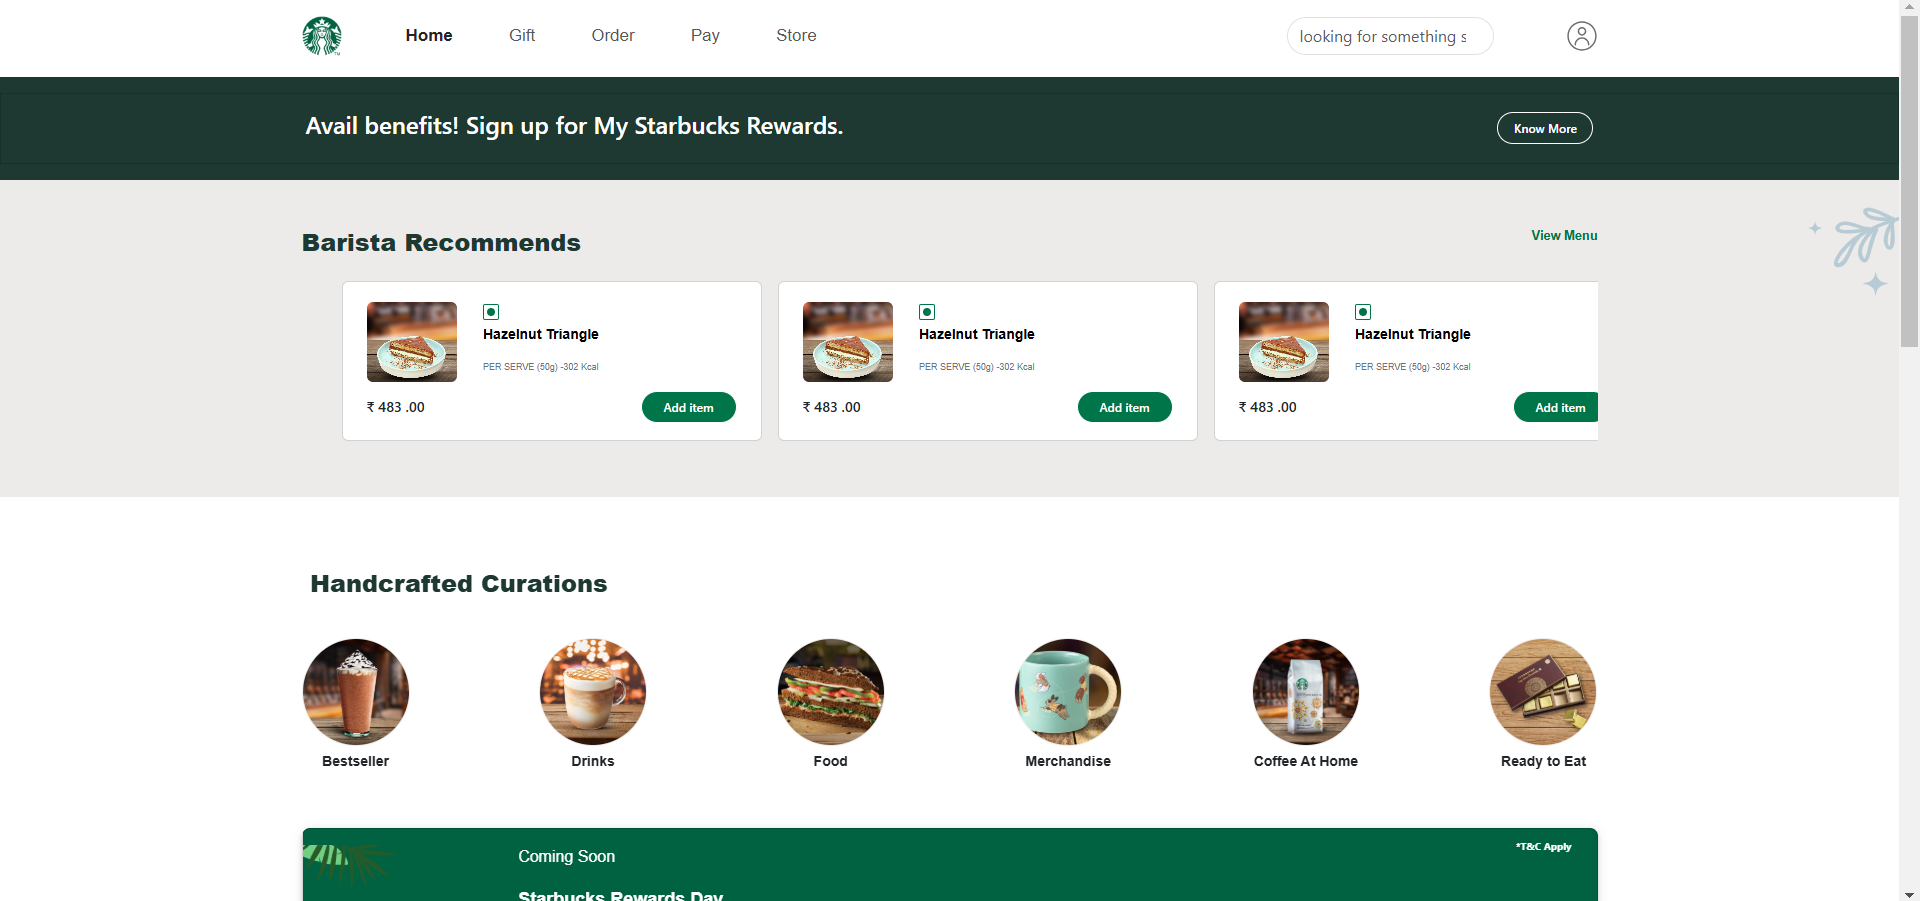 Home Gift Order Pay Store looking for something s
Avail benefits! Sign up for My Starbucks Rewards. Know More
Barista Recommends View Menu
Hazelnut Triangle
PER SERVE (50g) -302 Kcal
₹ 483 .00 Add item
Hazelnut Triangle
PER SERVE (50g) -302 Kcal
₹ 483 .00 Add item
Hazelnut Triangle
PER SERVE (50g) -302 Kcal
₹ 483 .00 Add item
Handcrafted Curations
Bestseller Drinks Food Merchandise Coffee At Home Ready to Eat
Coming Soon *T&C Apply
Starbucks Rewards Day